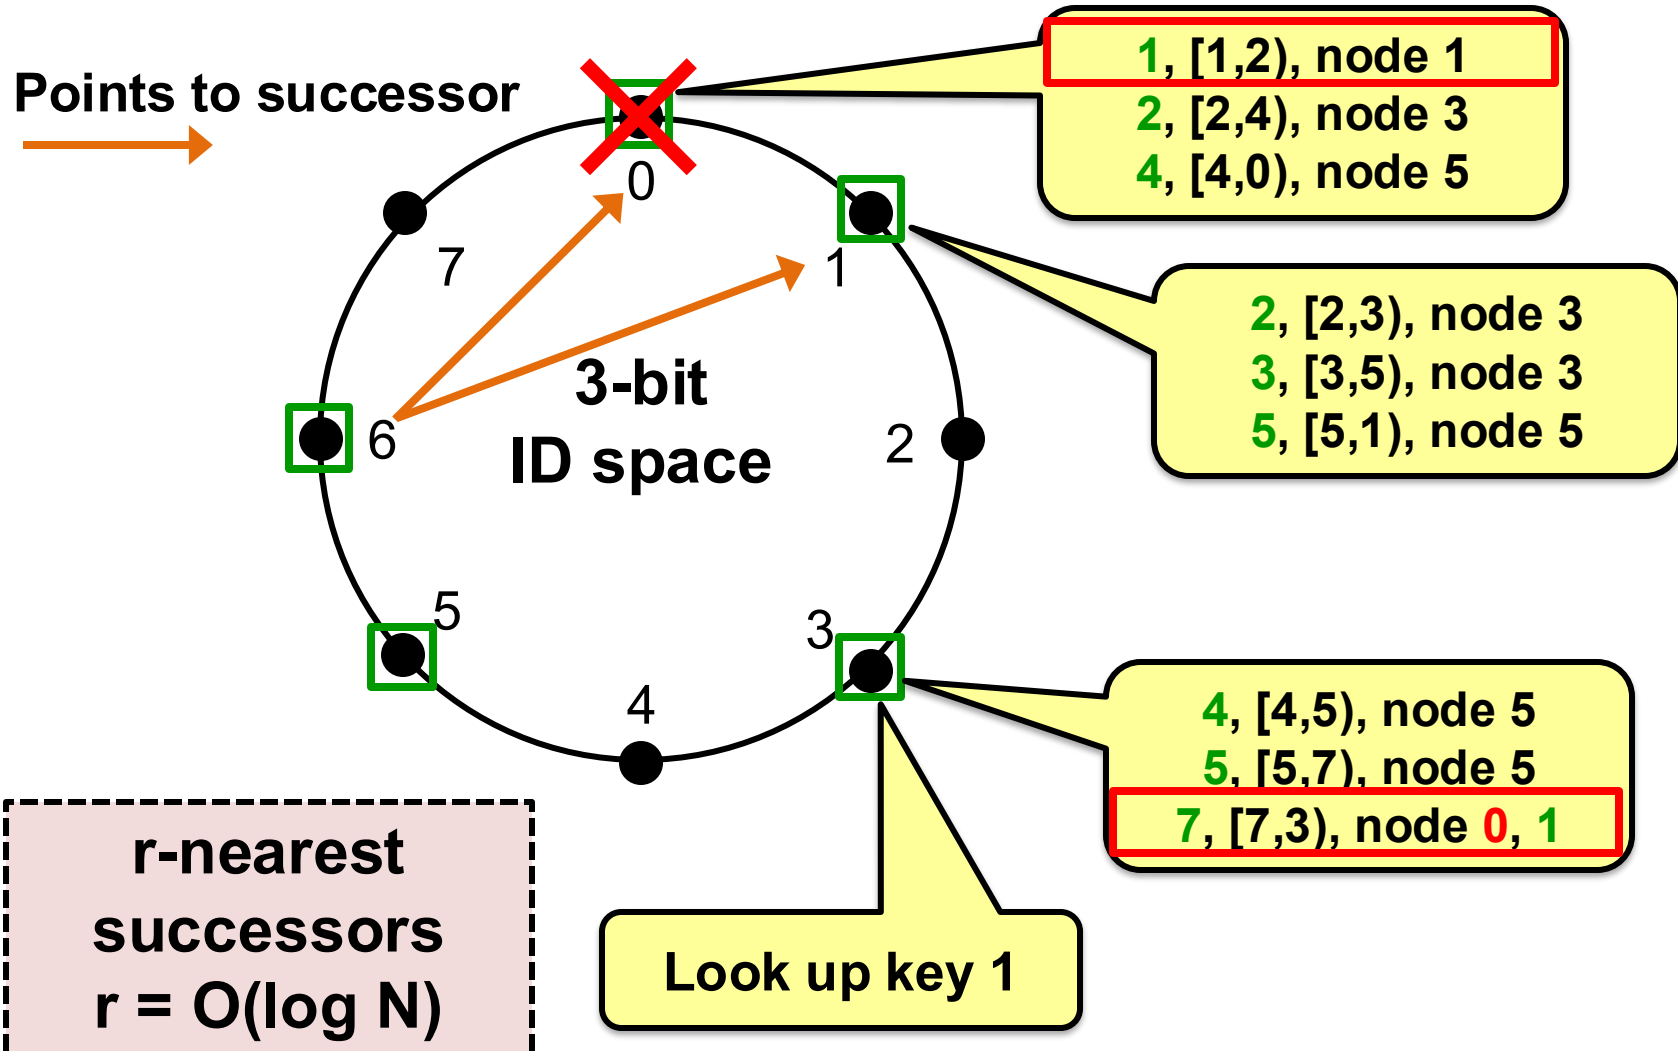 Points to successor
1, [1,2), node 1
2, [2,4), node 3
4, [4,0), node 5
0
7
1
2, [2,3), node 3
3, [3,5), node 3
5, [5,1), node 5
3-bit
ID space
6
2
5
3
4
4, [4,5), node 5
5, [5,7), node 5
7, [7,3), node 0, 1
r-nearest
successors
r = O(log N)
Look up key 1